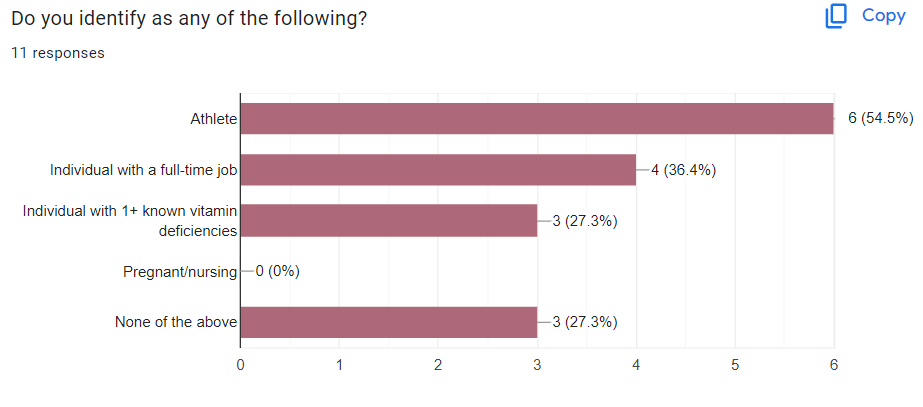 Do you identify as any of the following?
Copy
11 responses
Athlete
6 (54.5%)
Individual with a full-time job
4 (36.4%)
Individual with 1+ known vitamin
deficiencies
3 (27.3%)
Pregnant/nursing
0 (0%)
None of the above
3 (27.3%)
0 1 2 3 4 5 6